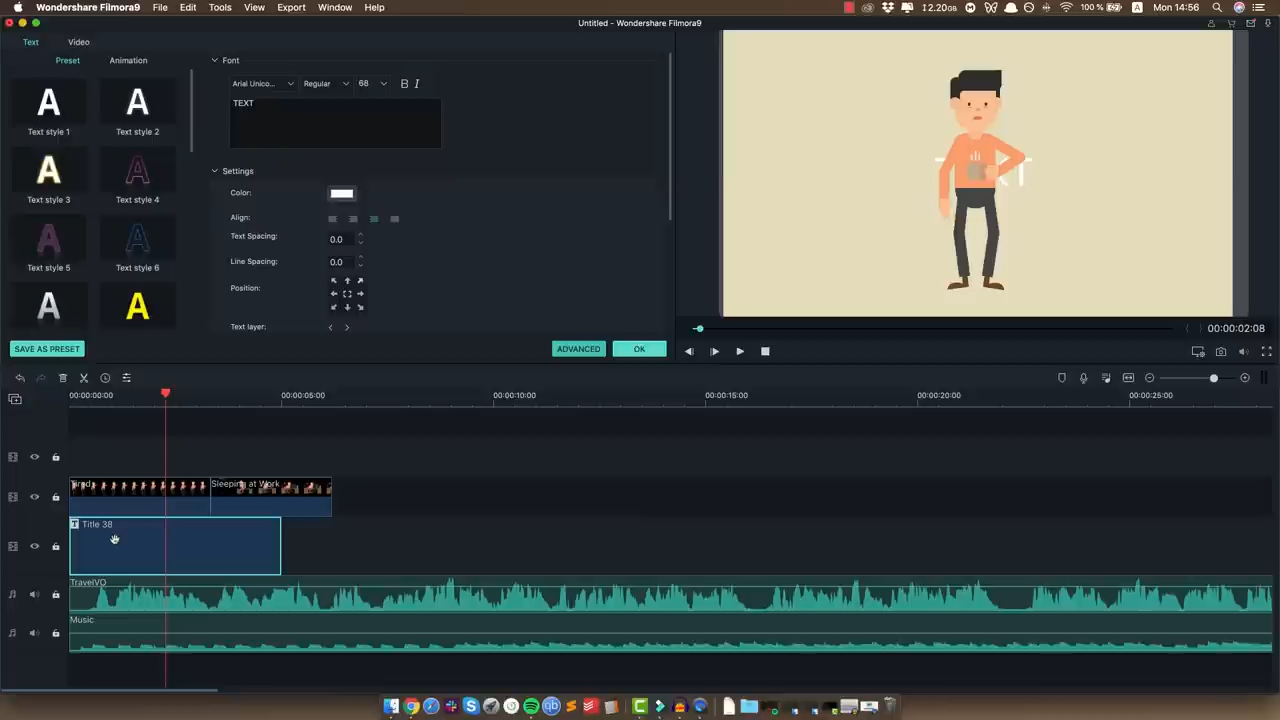 Wondershare Filmora9 File Edit Tools View Export Window Help
2.20GB 100 % A Mon 14:56
Untitled - Wondershare Filmora9
Text Video
Preset Animation
Text style 1 Text style 2
Text style 3 Text style 4
Text style 5 Text style 6
SAVE AS PRESET
Font
Arial Unico... Regular 68 B I
TEXT
Settings
Color:
Align:
Text Spacing: 0.0
Line Spacing: 0.0
Position:
Text layer:
ADVANCED OK
00:00:02:08
00:00:00:00 00:00:05:00 00:00:10:00 00:00:15:00 00:00:20:00 00:00:25:00
Tired Sleeping at Work
T Title 38
TravelVO
Music